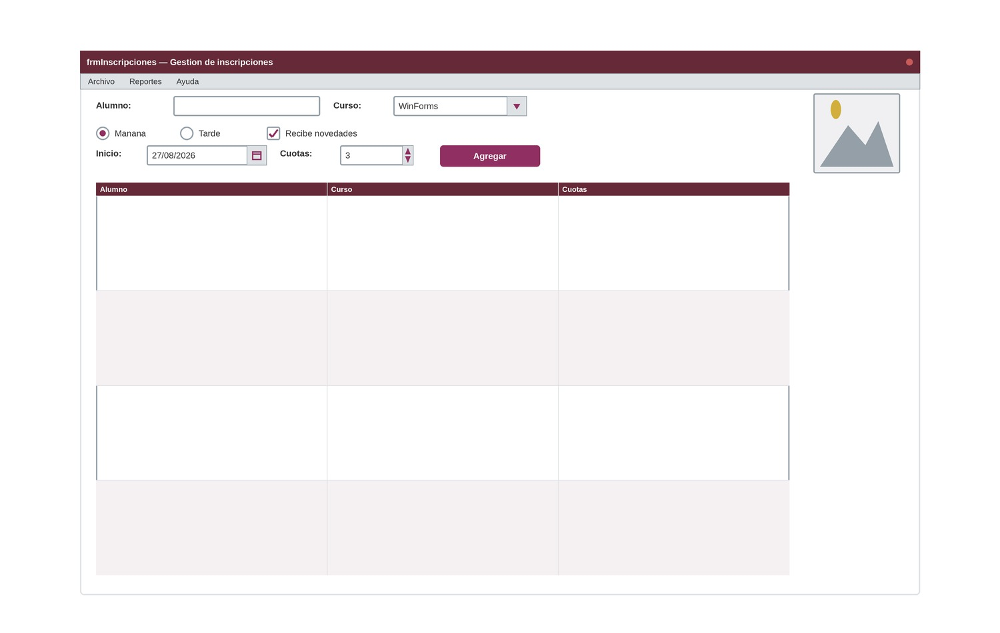 frmInscripciones — Gestion de inscripciones
Archivo Reportes Ayuda
Alumno: Curso: WinForms
Manana Tarde Recibe novedades
Inicio: 27/08/2026 Cuotas: 3 Agregar
Alumno Curso Cuotas